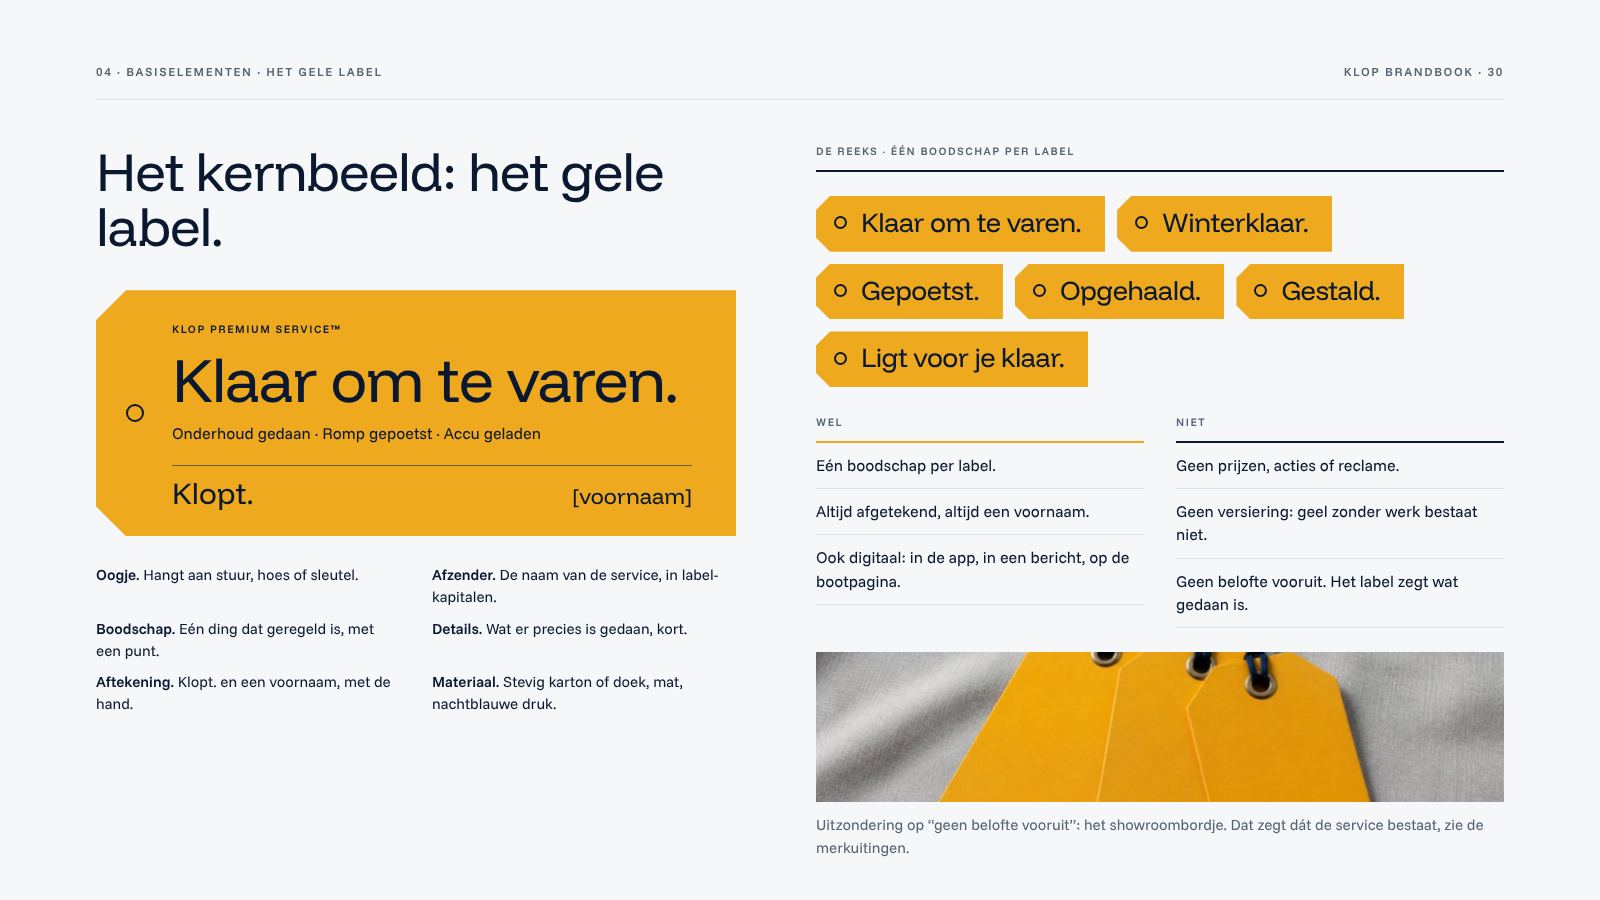 04 · BASISELEMENTEN · HET GELE LABEL
KLOP BRANDBOOK · 30
Het kernbeeld: het gele
label.
KLOP PREMIUM SERVICE™
Klaar om te varen.
Onderhoud gedaan · Romp gepoetst · Accu geladen
Klopt.
[voornaam]
Oogje. Hangt aan stuur, hoes of sleutel.
Afzender. De naam van de service, in label-
kapitalen.
Boodschap. Eén ding dat geregeld is, met
een punt.
Details. Wat er precies is gedaan, kort.
Aftekening. Klopt. en een voornaam, met de
hand.
Materiaal. Stevig karton of doek, mat,
nachtblauwe druk.
DE REEKS · ÉÉN BOODSCHAP PER LABEL
Klaar om te varen.
Winterklaar.
Gepoetst.
Opgehaald.
Gestald.
Ligt voor je klaar.
WEL
Eén boodschap per label.
Altijd afgetekend, altijd een voornaam.
Ook digitaal: in de app, in een bericht, op de
bootpagina.
NIET
Geen prijzen, acties of reclame.
Geen versiering: geel zonder werk bestaat
niet.
Geen belofte vooruit. Het label zegt wat
gedaan is.
Uitzondering op “geen belofte vooruit”: het showroombordje. Dat zegt dát de service bestaat, zie de
merkuitingen.